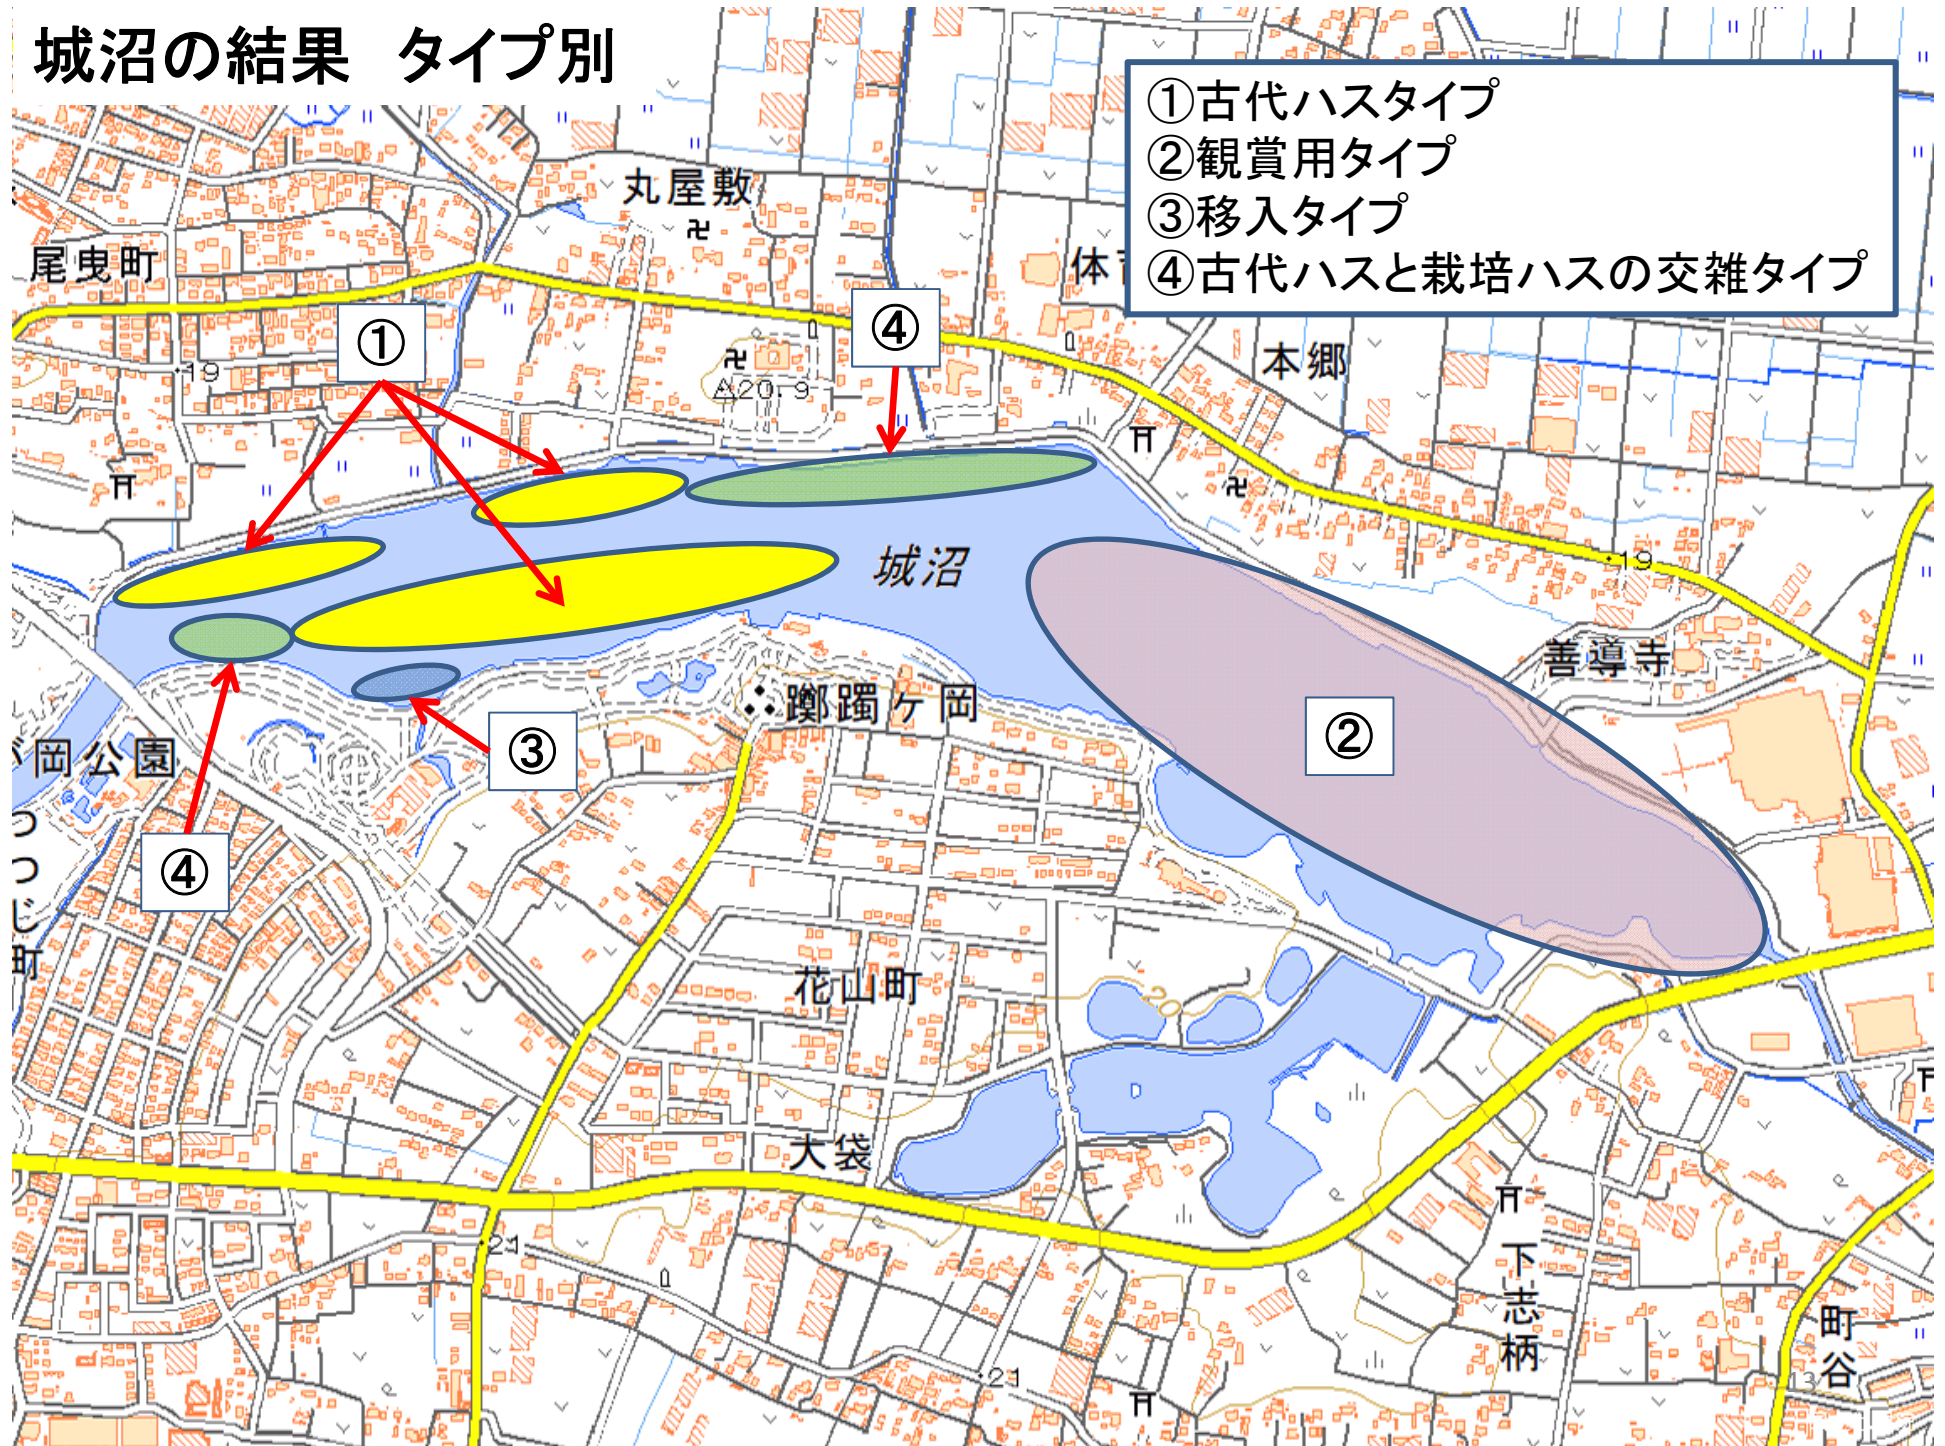 城沼の結果　タイプ別
①古代ハスタイプ
②観賞用タイプ
③移入タイプ
④古代ハスと栽培ハスの交雑タイプ
丸屋敷
尾曳町
体
①
④
本郷
19
20.9
城沼
19
善導寺
躑躅ヶ岡
②
③
岡公園
④
つつじ町
花山町
20
大袋
21
下志柄
町谷
21
13